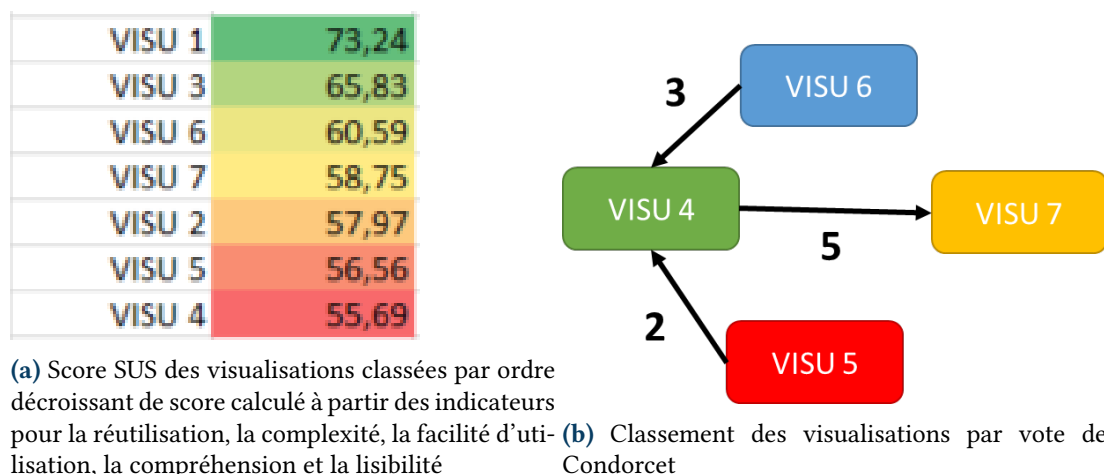 VISU 1 73,24
VISU 3 65,83
VISU 6 60,59
VISU 7 58,75
VISU 2 57,97
VISU 5 56,56
VISU 4 55,69
(a) Score SUS des visualisations classées par ordre
décroissant de score calculé à partir des indicateurs
pour la réutilisation, la complexité, la facilité d'uti-
lisation, la compréhension et la lisibilité
VISU 6
3
VISU 4
VISU 7
5
2
VISU 5
(b) Classement des visualisations par vote de
Condorcet